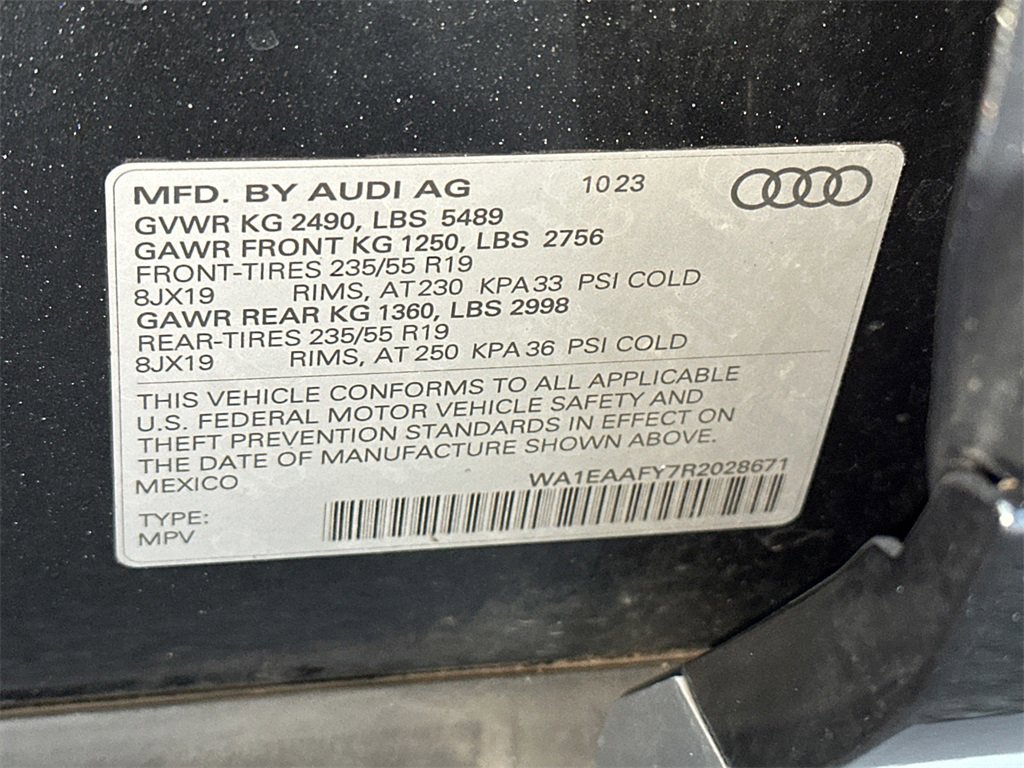 MFD. BY AUDI AG 10 23
GVWR KG 2490, LBS 5489
GAWR FRONT KG 1250, LBS 2756
FRONT-TIRES 235/55 R19
8JX19 RIMS, AT 230 KPA 33 PSI COLD
GAWR REAR KG 1360, LBS 2998
REAR-TIRES 235/55 R19
8JX19 RIMS, AT 250 KPA 36 PSI COLD
THIS VEHICLE CONFORMS TO ALL APPLICABLE
U.S. FEDERAL MOTOR VEHICLE SAFETY AND
THEFT PREVENTION STANDARDS IN EFFECT ON
THE DATE OF MANUFACTURE SHOWN ABOVE.
MEXICO WA1EAAFY7R2028671
TYPE:
MPV